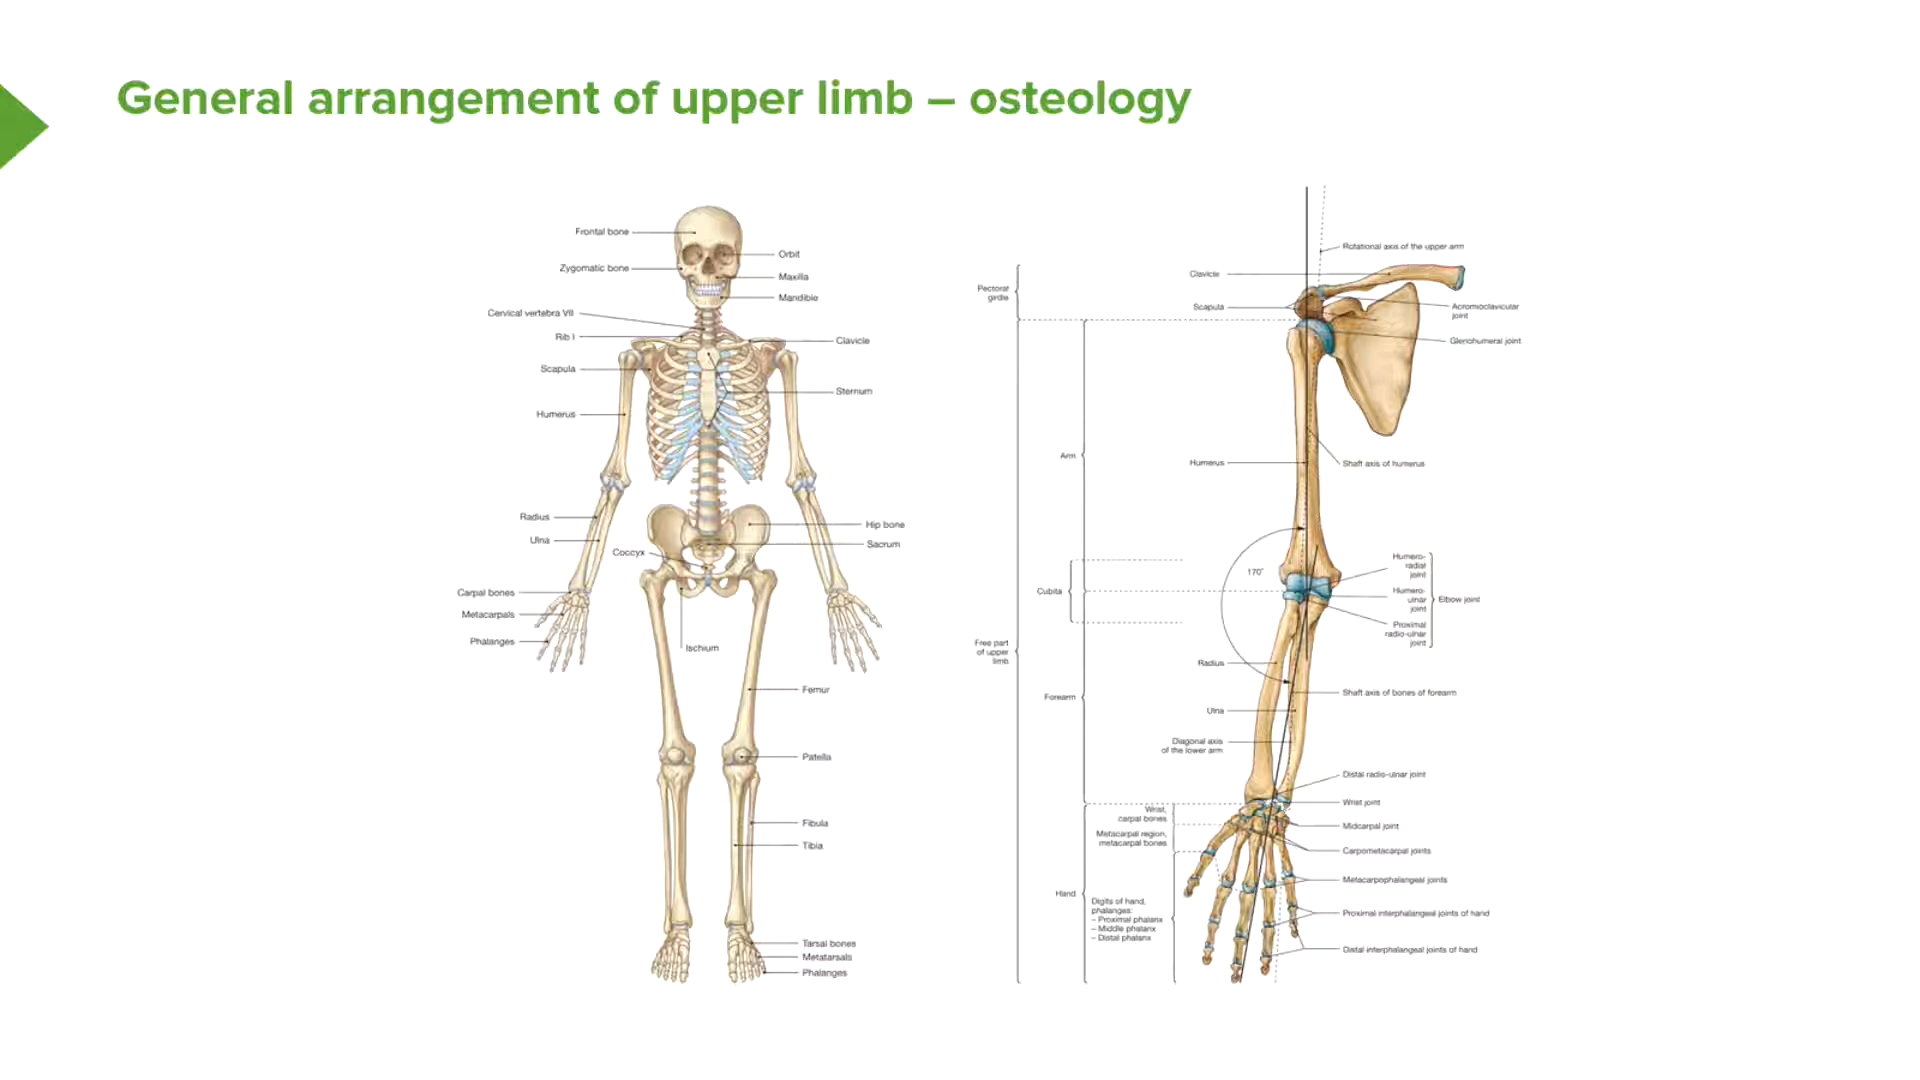 General arrangement of upper limb – osteology
Frontal bone
Zygomatic bone
Cervical vertebra VII
Rib I
Scapula
Humerus
Radius
Ulna
Coccyx
Carpal bones
Metacarpals
Phalanges
Orbit
Maxilla
Mandible
Clavicle
Sternum
Hip bone
Sacrum
Ischium
Femur
Patella
Fibula
Tibia
Tarsal bones
Metatarsals
Phalanges
Pectoral
girdle
Free part
of upper
limb
Arm
Cubita
Forearm
Hand
Wrist,
carpal bones
Metacarpal region,
metacarpal bones
Digits of hand,
phalanges:
– Proximal phalanx
– Middle phalanx
– Distal phalanx
Clavicle
Scapula
Humerus
170°
Radius
Ulna
Diagonal axis
of the lower arm
Rotational axis of the upper arm
Acromioclavicular
joint
Glenohumeral joint
Shaft axis of humerus
Humero-
radial
joint
Humero-
ulnar
joint
Proximal
radio-ulnar
joint
Elbow joint
Shaft axis of bones of forearm
Distal radio-ulnar joint
Wrist joint
Midcarpal joint
Carpometacarpal joints
Metacarpophalangeal joints
Proximal interphalangeal joints of hand
Distal interphalangeal joints of hand